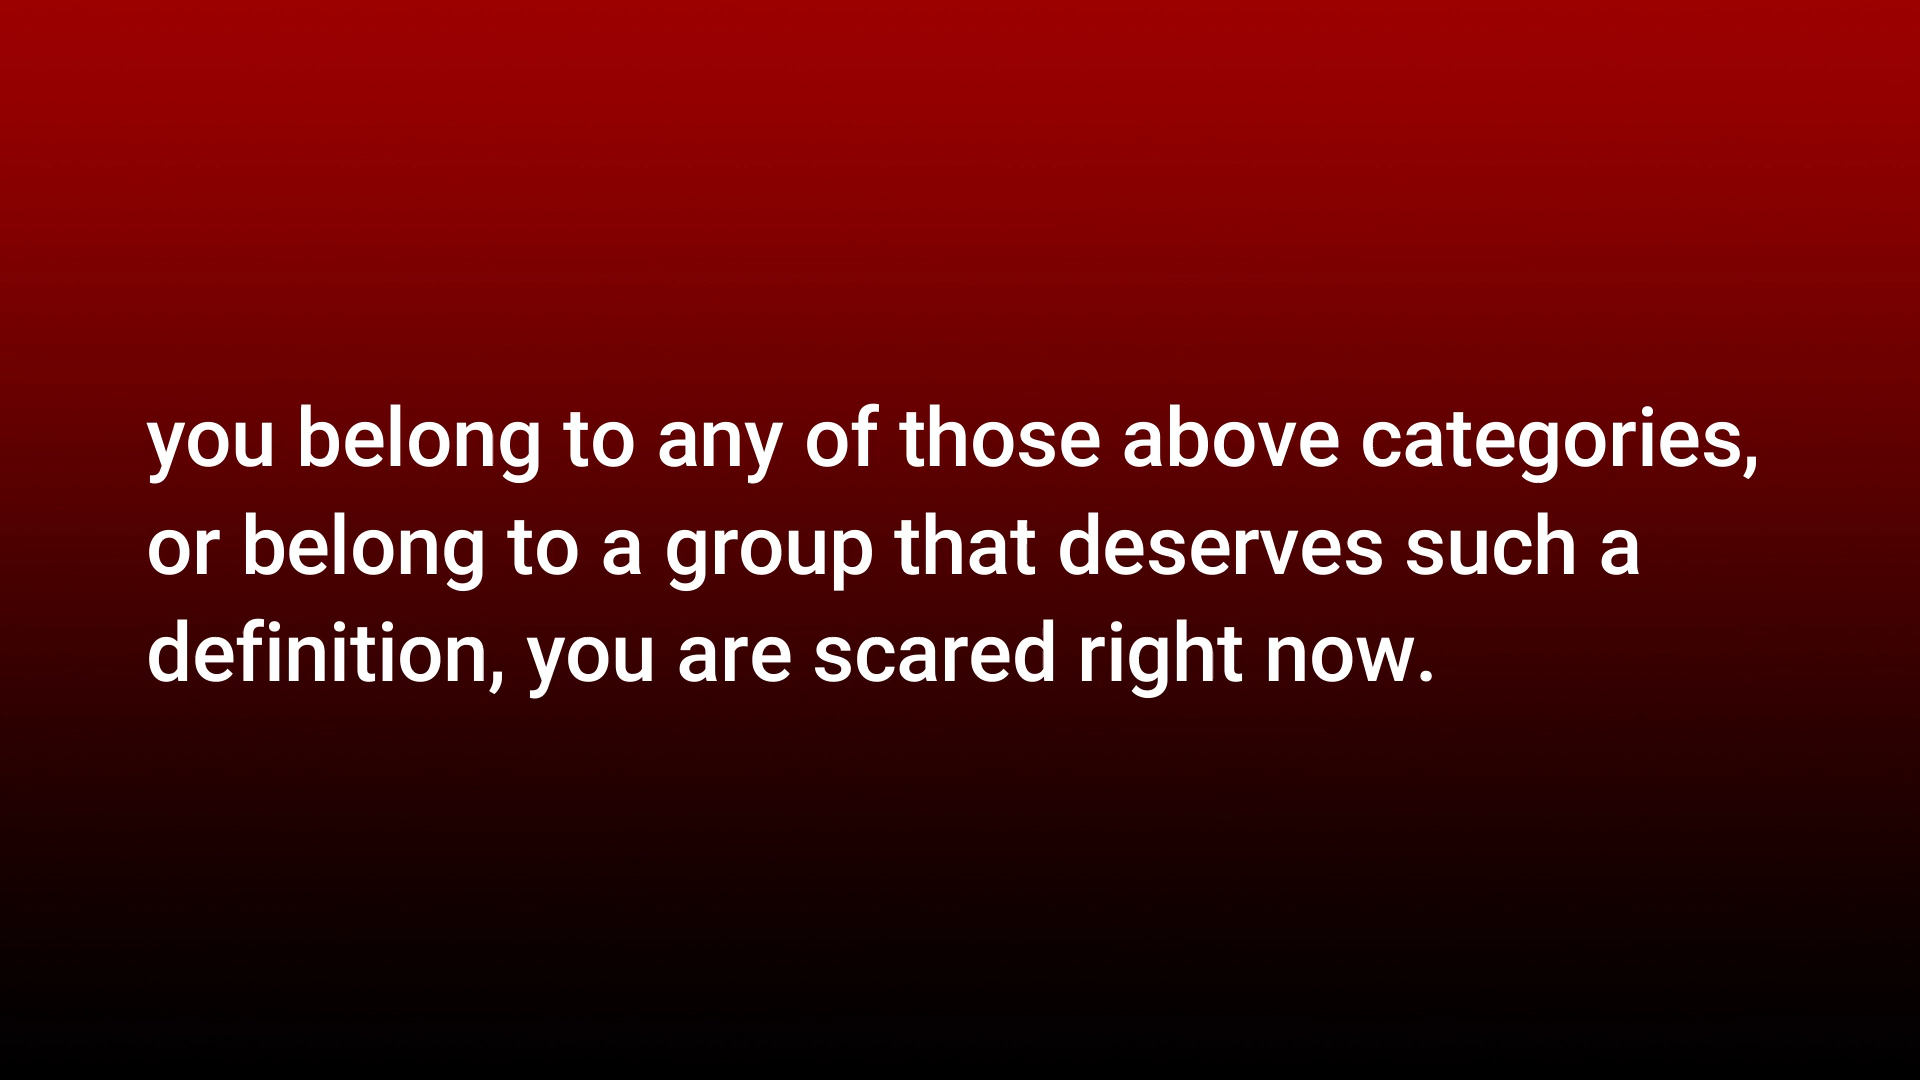 you belong to any of those above categories,
or belong to a group that deserves such a
definition, you are scared right now.